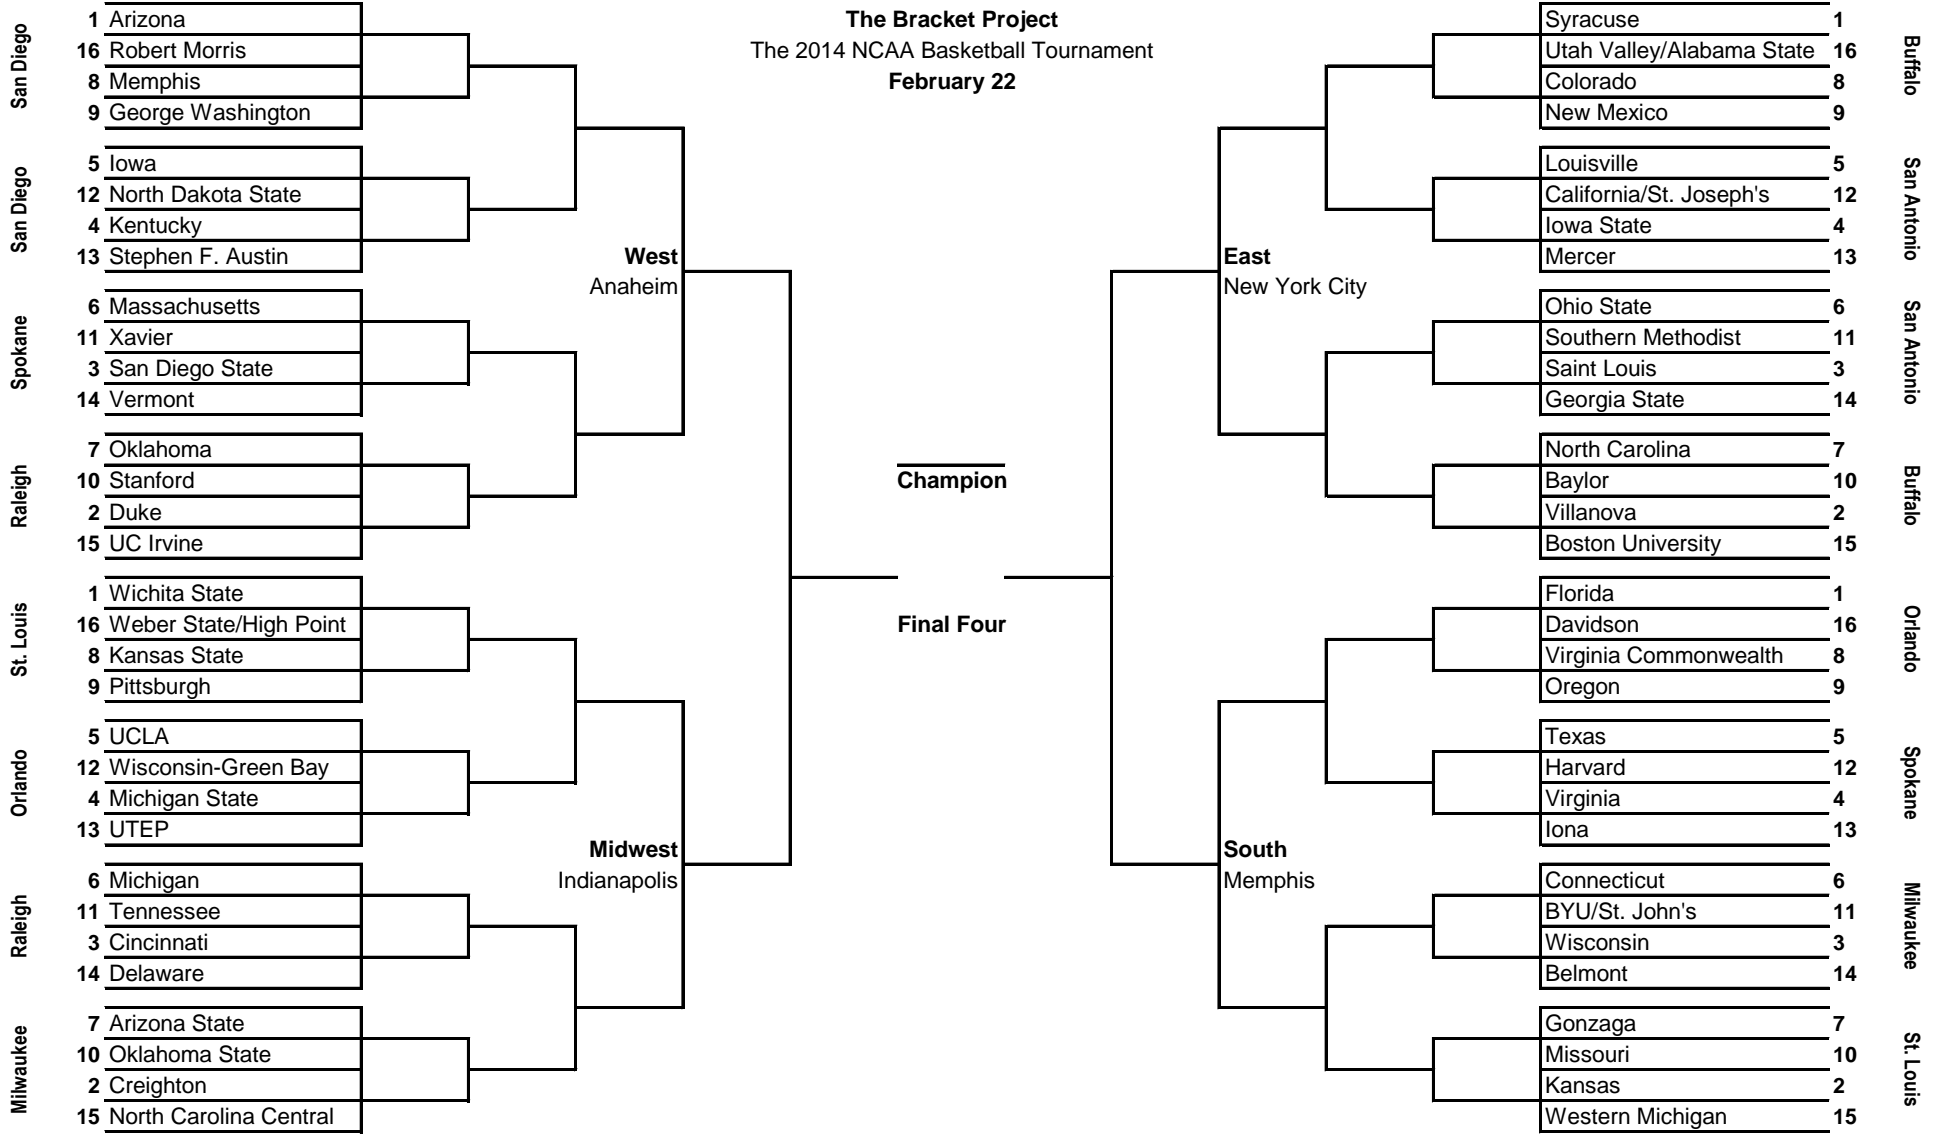 The Bracket Project
The 2014 NCAA Basketball Tournament
February 22
San Diego
1 Arizona
16 Robert Morris
8 Memphis
9 George Washington
San Diego
5 Iowa
12 North Dakota State
4 Kentucky
13 Stephen F. Austin
West
Anaheim
Spokane
6 Massachusetts
11 Xavier
3 San Diego State
14 Vermont
Raleigh
7 Oklahoma
10 Stanford
2 Duke
15 UC Irvine
St. Louis
1 Wichita State
16 Weber State/High Point
8 Kansas State
9 Pittsburgh
Orlando
5 UCLA
12 Wisconsin-Green Bay
4 Michigan State
13 UTEP
Midwest
Indianapolis
Raleigh
6 Michigan
11 Tennessee
3 Cincinnati
14 Delaware
Milwaukee
7 Arizona State
10 Oklahoma State
2 Creighton
15 North Carolina Central
Champion
Final Four
Syracuse 1
Utah Valley/Alabama State 16
Colorado 8
New Mexico 9
Buffalo
Louisville 5
California/St. Joseph's 12
Iowa State 4
Mercer 13
San Antonio
East
New York City
Ohio State 6
Southern Methodist 11
Saint Louis 3
Georgia State 14
San Antonio
North Carolina 7
Baylor 10
Villanova 2
Boston University 15
Buffalo
Florida 1
Davidson 16
Virginia Commonwealth 8
Oregon 9
Orlando
Texas 5
Harvard 12
Virginia 4
Iona 13
Spokane
South
Memphis
Connecticut 6
BYU/St. John's 11
Wisconsin 3
Belmont 14
Milwaukee
Gonzaga 7
Missouri 10
Kansas 2
Western Michigan 15
St. Louis